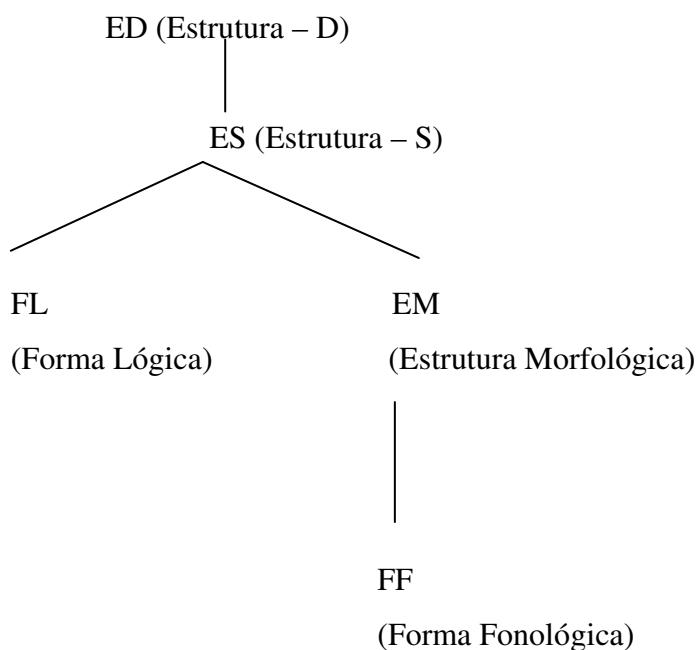 ED (Estrutura – D)
ES (Estrutura – S)
FL
(Forma Lógica)
EM
(Estrutura Morfológica)
FF
(Forma Fonológica)